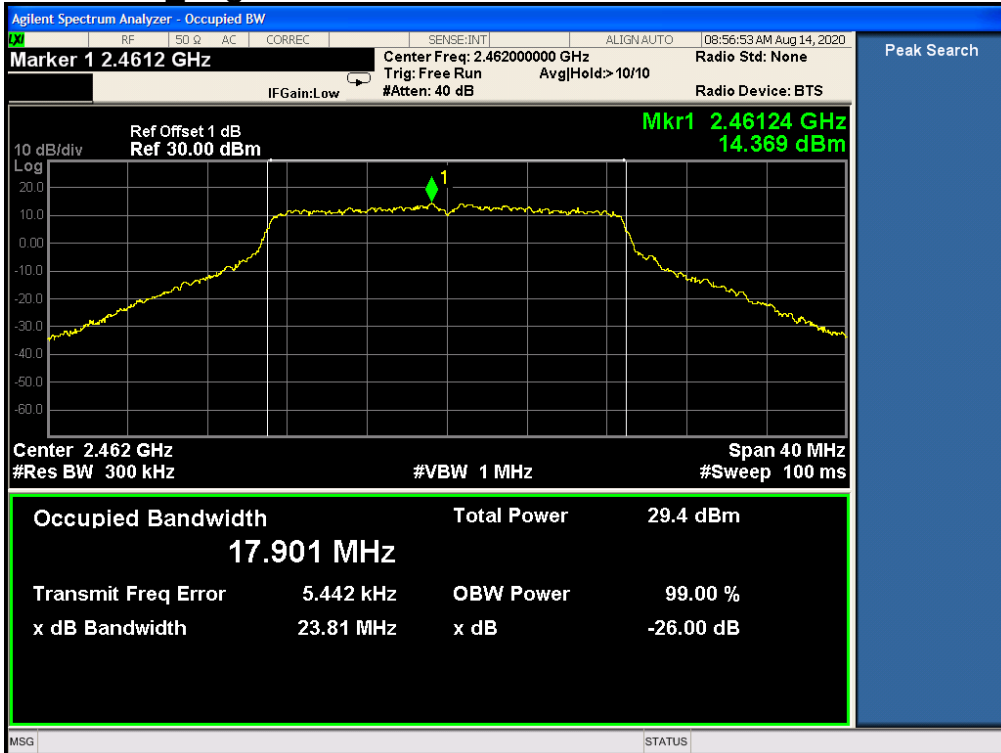 Agilent Spectrum Analyzer - Occupied BW
LXI RF 50 Ω AC CORREC SENSE:INT ALIGN AUTO 08:56:53 AM Aug 14, 2020
Marker 1 2.4612 GHz Center Freq: 2.462000000 GHz Radio Std: None Peak Search
Trig: Free Run Avg|Hold:> 10/10
IFGain:Low #Atten: 40 dB Radio Device: BTS
Mkr1 2.46124 GHz
Ref Offset 1 dB
10 dB/div Ref 30.00 dBm 14.369 dBm
Log
1
20.0
10.0
0.00
-10.0
-20.0
-30.0
-40.0
-50.0
-60.0
Center 2.462 GHz Span 40 MHz
#Res BW 300 kHz #VBW 1 MHz #Sweep 100 ms
Occupied Bandwidth Total Power 29.4 dBm
17.901 MHz
Transmit Freq Error 5.442 kHz OBW Power 99.00 %
x dB Bandwidth 23.81 MHz x dB -26.00 dB
MSG STATUS